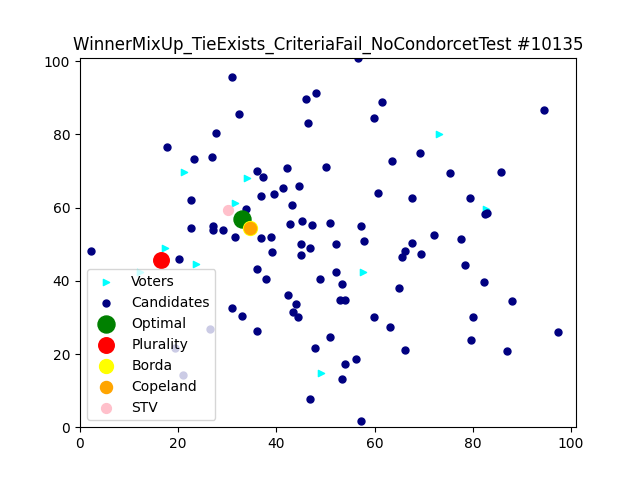 WinnerMixUp_TieExists_CriteriaFail_NoCondorcetTest #10135
100
80
60
40
20
0
Voters
Candidates
Optimal
Plurality
Borda
Copeland
STV
0 20 40 60 80 100